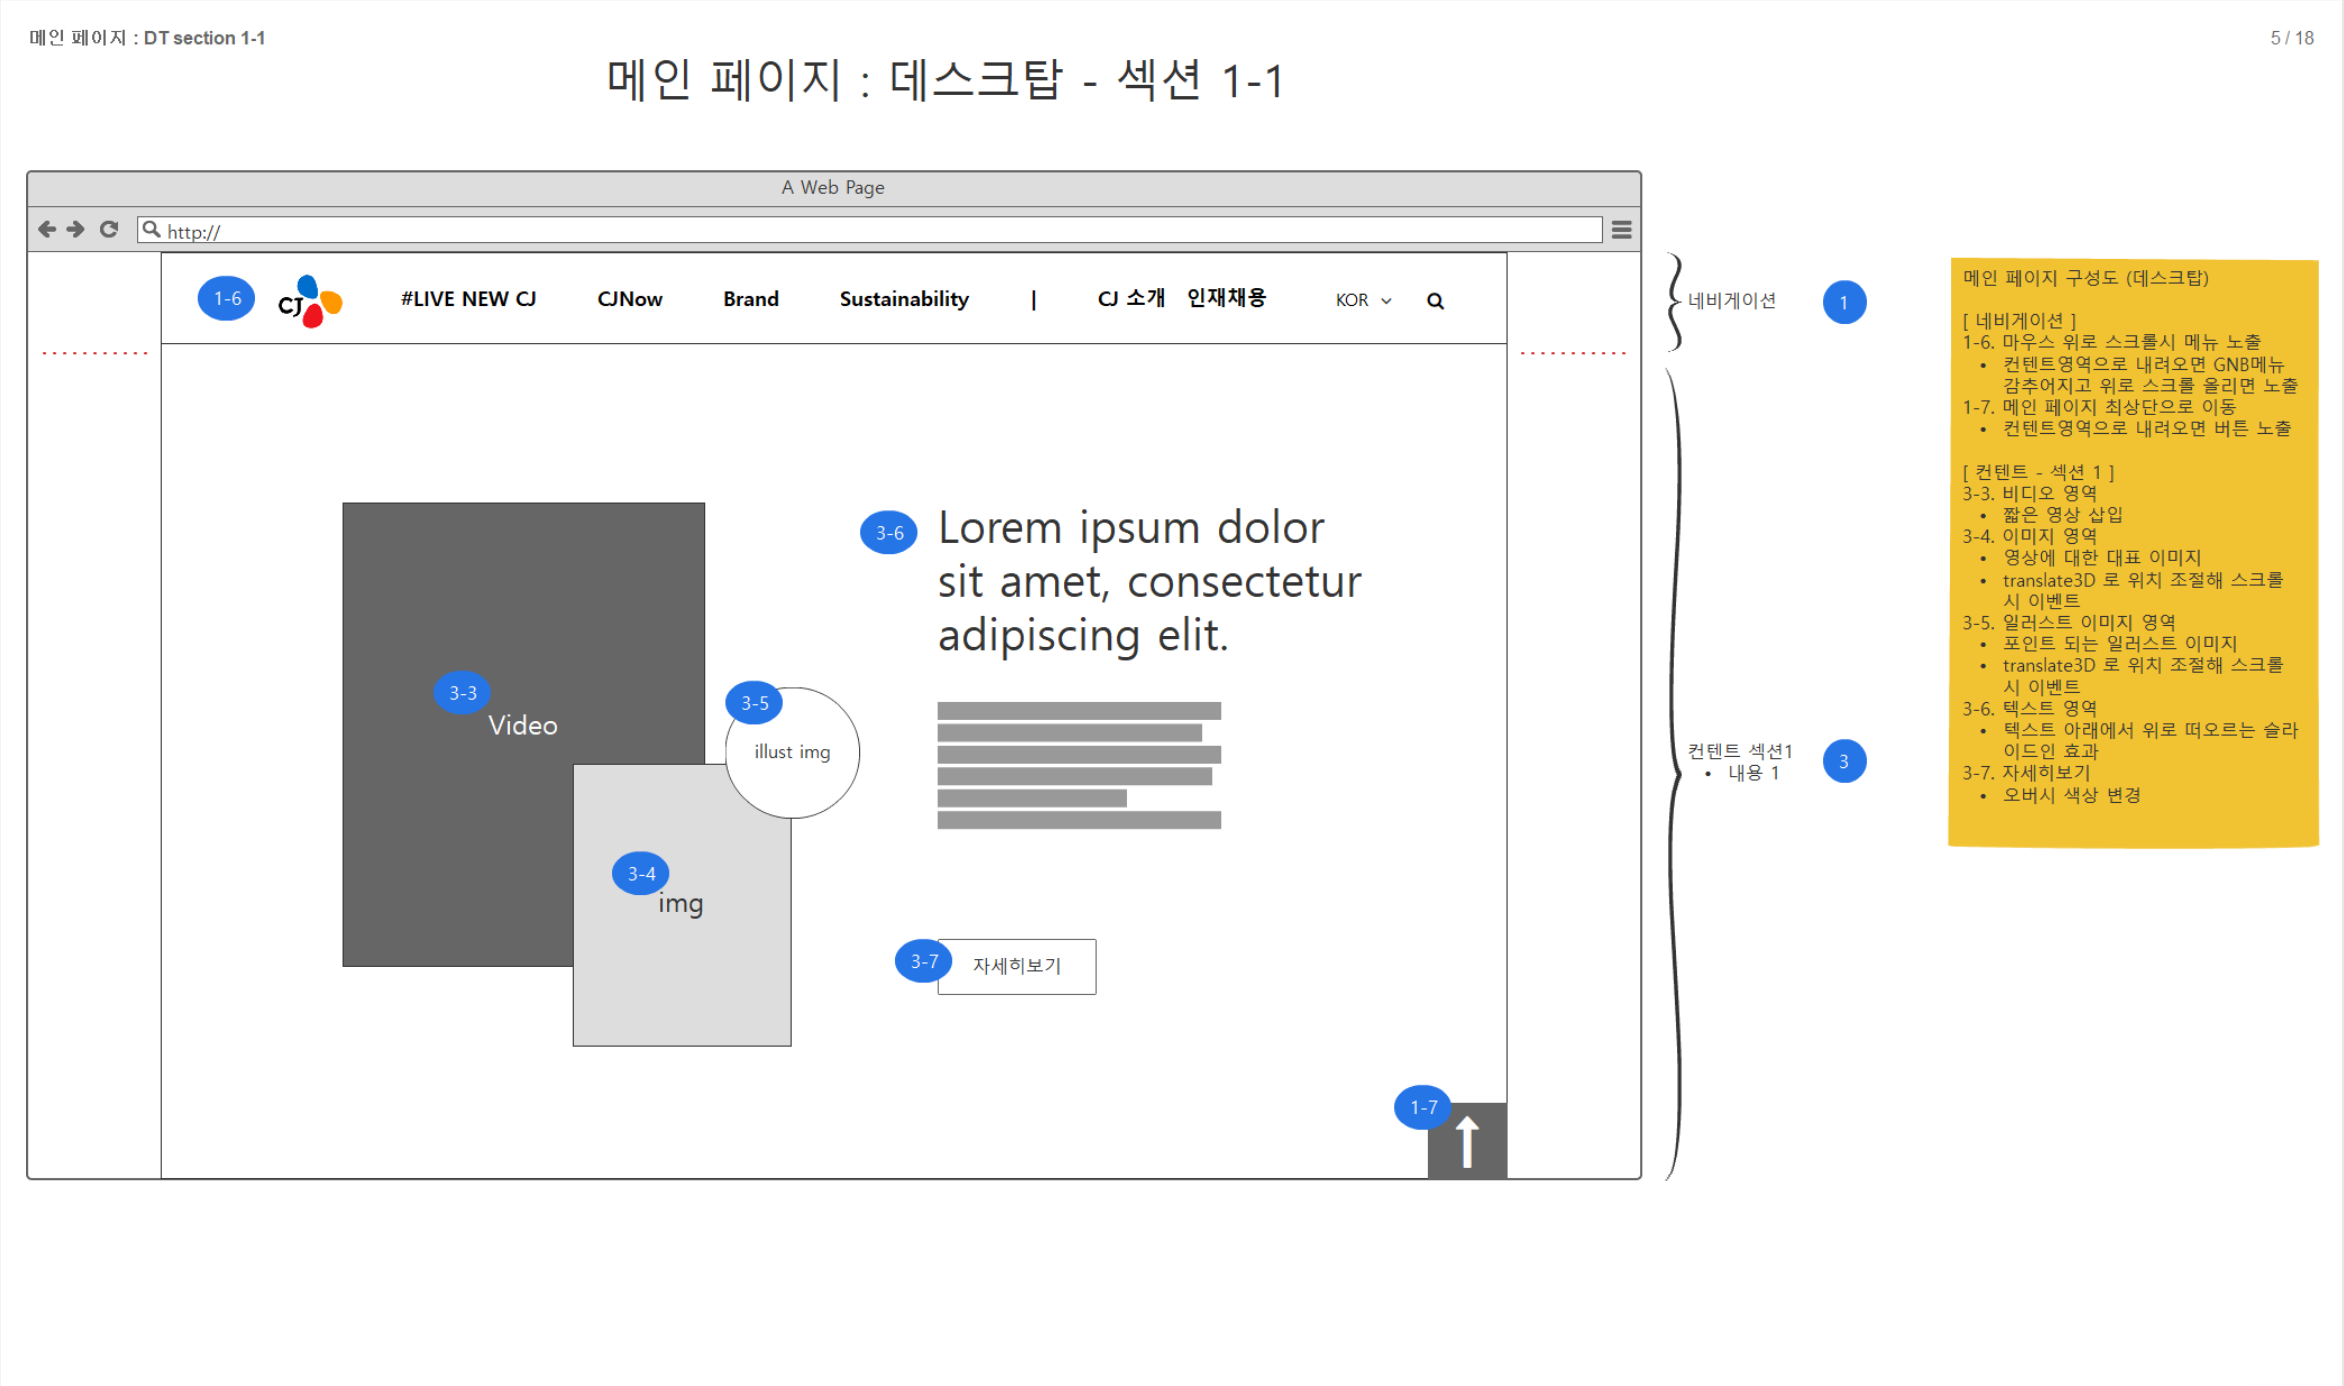 메인 페이지 : DT section 1-1
5 / 18
메인 페이지 : 데스크탑 - 섹션 1-1
A Web Page
http://
1-6
CJ
#LIVE NEW CJ
CJNow
Brand
Sustainability
|
CJ 소개
인재채용
KOR
네비게이션
1
3-6
Lorem ipsum dolor
sit amet, consectetur
adipiscing elit.
3-3
Video
3-5
illust img
3-4
img
3-7
자세히보기
1-7
컨텐트 섹션1
• 내용 1
3
메인 페이지 구성도 (데스크탑)
[ 네비게이션 ]
1-6. 마우스 위로 스크롤시 메뉴 노출
• 컨텐트영역으로 내려오면 GNB메뉴
감추어지고 위로 스크롤 올리면 노출
1-7. 메인 페이지 최상단으로 이동
• 컨텐트영역으로 내려오면 버튼 노출
[ 컨텐트 - 섹션 1 ]
3-3. 비디오 영역
• 짧은 영상 삽입
3-4. 이미지 영역
• 영상에 대한 대표 이미지
• translate3D 로 위치 조절해 스크롤
시 이벤트
3-5. 일러스트 이미지 영역
• 포인트 되는 일러스트 이미지
• translate3D 로 위치 조절해 스크롤
시 이벤트
3-6. 텍스트 영역
• 텍스트 아래에서 위로 떠오르는 슬라
이드인 효과
3-7. 자세히보기
• 오버시 색상 변경